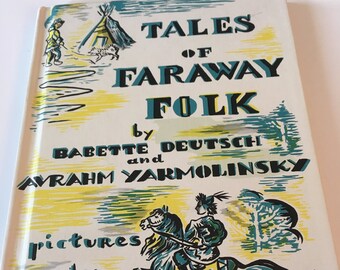 TALES
OF
FARAWAY
FOLK
by
BABETTE DEUTSCH
and
AVRAHM YARMOLINSKY
pictures